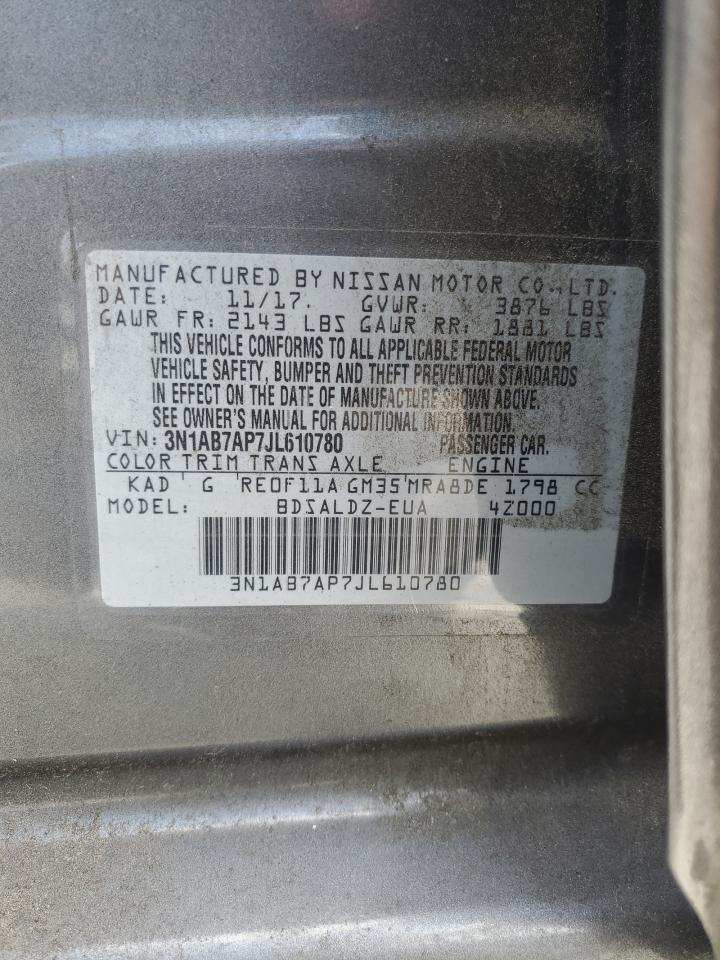 MANUFACTURED BY NISSAN MOTOR CO., LTD.
DATE: 11/17. GVWR: 3876 LBS
GAWR FR: 2143 LBS GAWR RR: 1881 LBS
THIS VEHICLE CONFORMS TO ALL APPLICABLE FEDERAL MOTOR
VEHICLE SAFETY, BUMPER AND THEFT PREVENTION STANDARDS
IN EFFECT ON THE DATE OF MANUFACTURE SHOWN ABOVE.
SEE OWNER'S MANUAL FOR ADDITIONAL INFORMATION.
VIN: 3N1AB7AP7JL610780 PASSENGER CAR.
COLOR TRIM TRANS AXLE ENGINE
KAD G RE0F11A GM35 MRA8DE 1798 CC
MODEL: BDSALDZ-EUA 4Z000
3N1AB7AP7JL610780